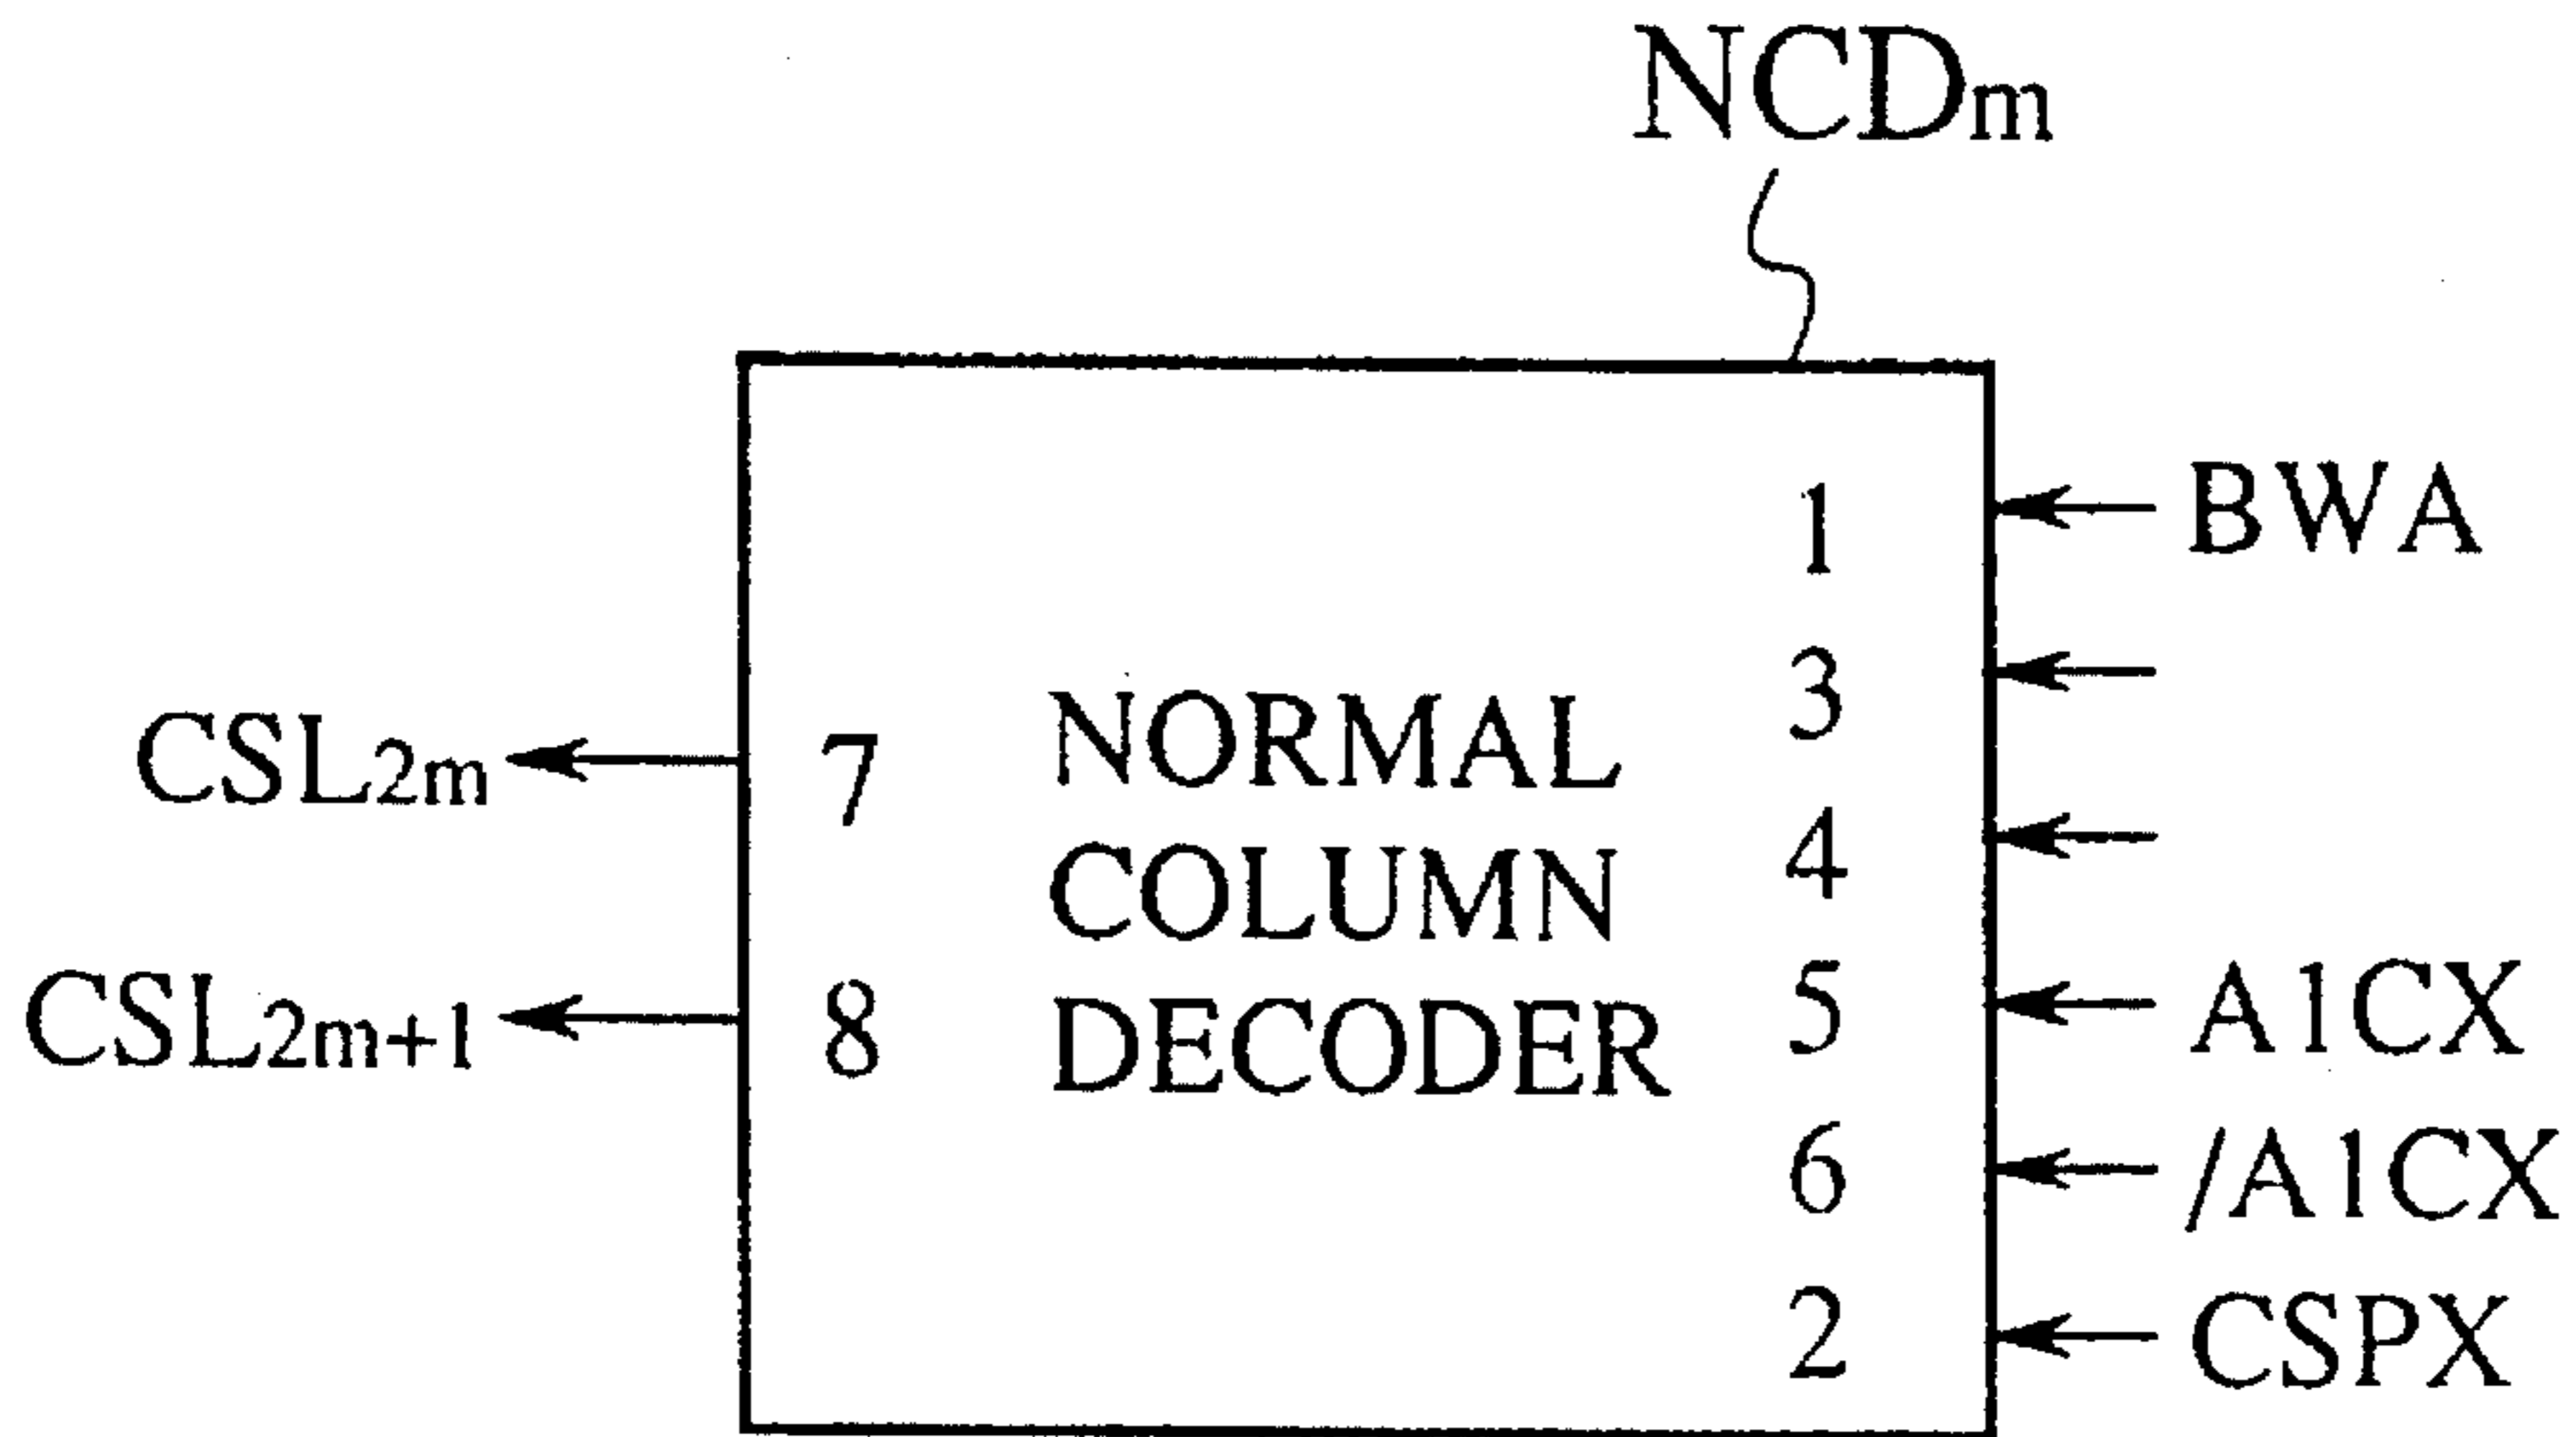 NCDm
1 BWA
3
CSL2m 7 NORMAL
4
COLUMN
5 A1CX
CSL2m+1 8 DECODER
6 /A1CX
2 CSPX